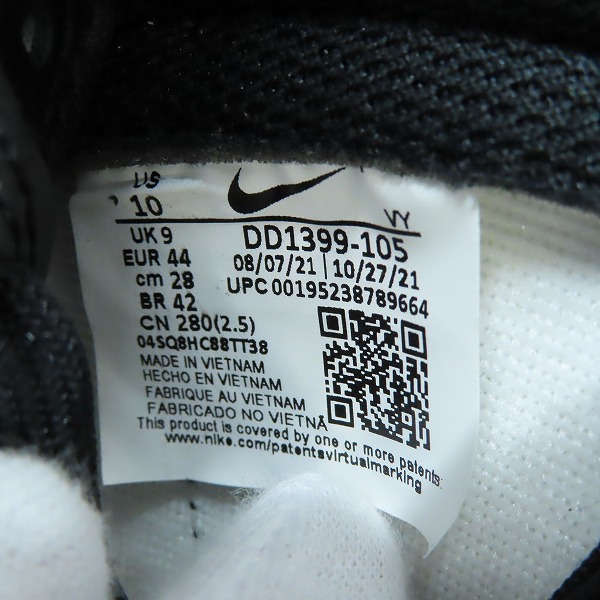 US
10
VY
UK 9
DD1399-105
EUR 44
08/07/21 | 10/27/21
cm 28
UPC 00195238789664
BR 42
CN 280(2.5)
04SQ8HC88TT38
MADE IN VIETNAM
HECHO EN VIETNAM
FABRIQUE AU VIETNAM
FABRICADO NO VIETNÃ
This product is covered by one or more patents.
www.nike.com/patentsvirtualmarking